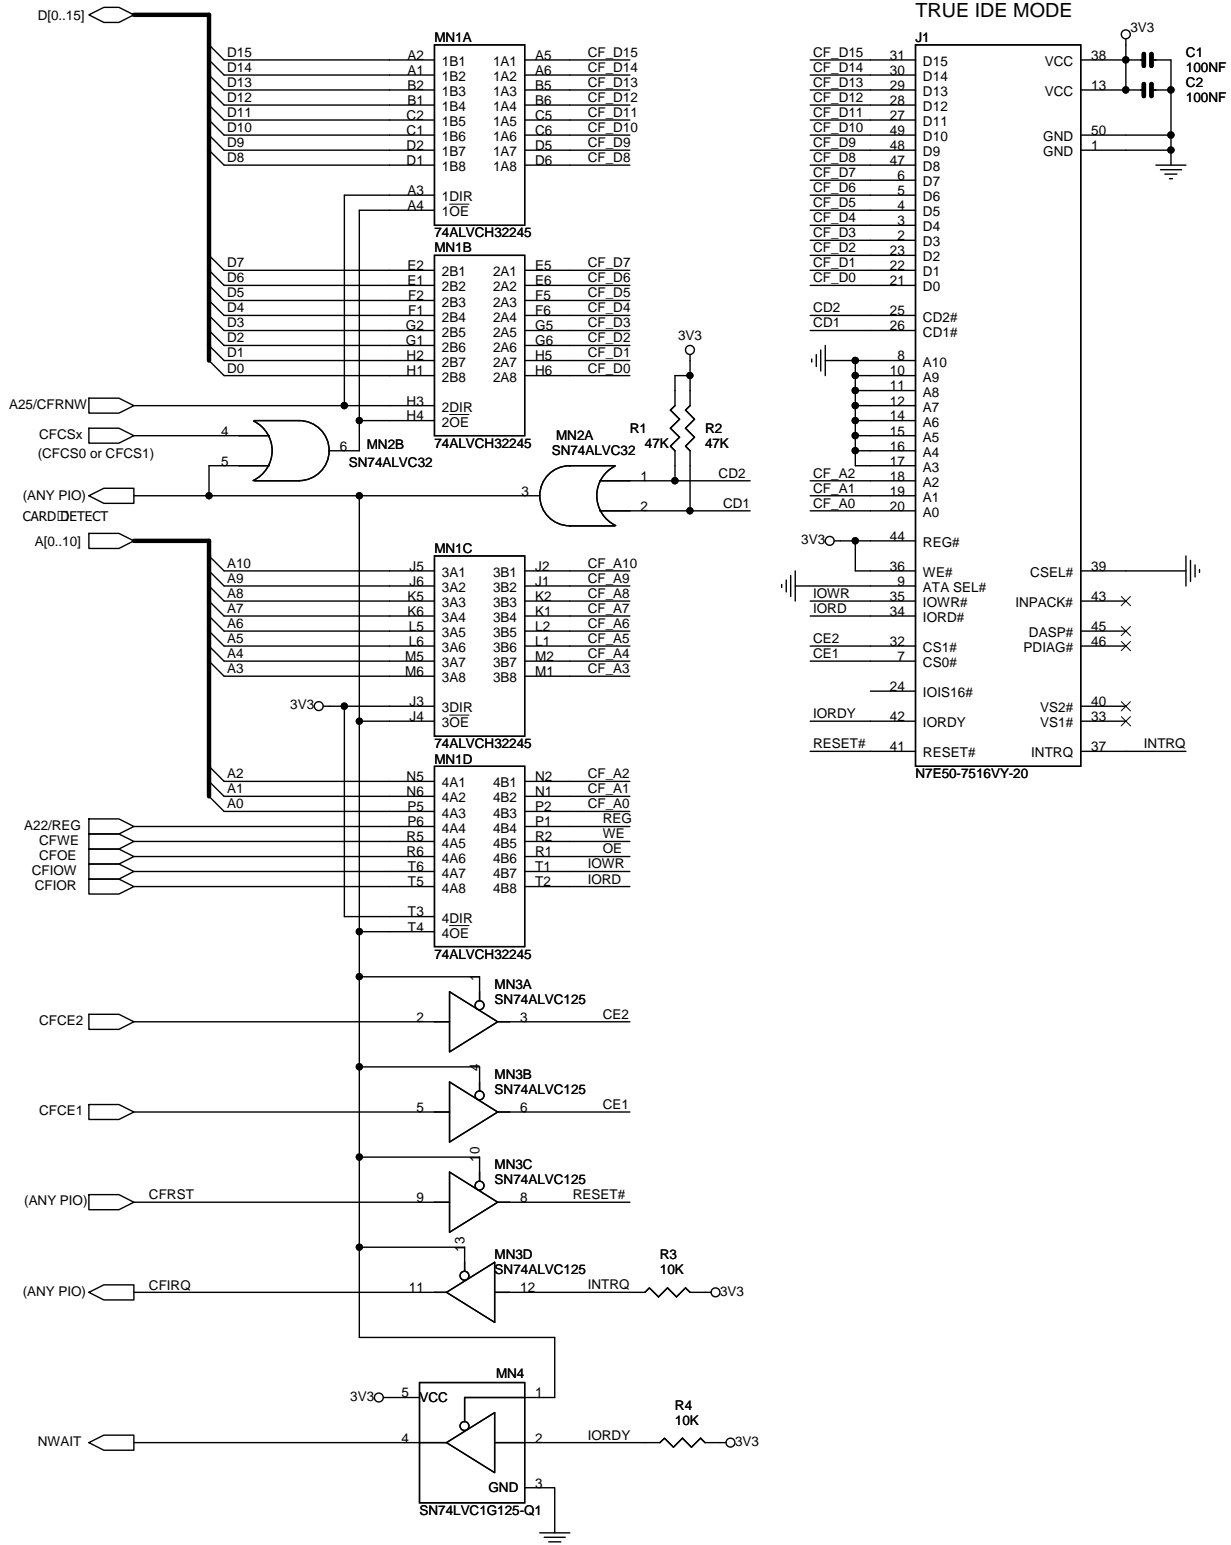 TRUE IDE MODE
D[0..15]
MN1A
D15 A2 1B1 1A1 A5 CF_D15
D14 A1 1B2 1A2 A6 CF_D14
D13 B2 1B3 1A3 B5 CF_D13
D12 B1 1B4 1A4 B6 CF_D12
D11 C2 1B5 1A5 C5 CF_D11
D10 C1 1B6 1A6 C6 CF_D10
D9 D2 1B7 1A7 D5 CF_D9
D8 D1 1B8 1A8 D6 CF_D8
A3 1DIR
A4 1OE
74ALVCH32245
MN1B
D7 E2 2B1 2A1 E5 CF_D7
D6 E1 2B2 2A2 E6 CF_D6
D5 F2 2B3 2A3 F5 CF_D5
D4 F1 2B4 2A4 F6 CF_D4
D3 G2 2B5 2A5 G5 CF_D3
D2 G1 2B6 2A6 G6 CF_D2
D1 H2 2B7 2A7 H5 CF_D1
D0 H1 2B8 2A8 H6 CF_D0
A25/CFRNW H3 2DIR
H4 2OE
74ALVCH32245
CFCSx 4
(CFCS0 or CFCS1)
5
6 MN2B
SN74ALVC32
3V3
R1
47K
R2
47K
MN2A
SN74ALVC32
1 CD2
2 CD1
3
(ANY PIO)
CARD DETECT
A[0..10]
MN1C
A10 J5 3A1 3B1 J2 CF_A10
A9 J6 3A2 3B2 J1 CF_A9
A8 K5 3A3 3B3 K2 CF_A8
A7 K6 3A4 3B4 K1 CF_A7
A6 L5 3A5 3B5 L2 CF_A6
A5 L6 3A6 3B6 L1 CF_A5
A4 M5 3A7 3B7 M2 CF_A4
A3 M6 3A8 3B8 M1 CF_A3
3V3 J3 3DIR
J4 3OE
74ALVCH32245
MN1D
A2 N5 4A1 4B1 N2 CF_A2
A1 N6 4A2 4B2 N1 CF_A1
A0 P5 4A3 4B3 P2 CF_A0
A22/REG P6 4A4 4B4 P1 REG
CFWE R5 4A5 4B5 R2 WE
CFOE R6 4A6 4B6 R1 OE
CFIOW T6 4A7 4B7 T1 IOWR
CFIOR T5 4A8 4B8 T2 IORD
T3 4DIR
T4 4OE
74ALVCH32245
1
MN3A
SN74ALVC125
CFCE2 2 3 CE2
4
MN3B
SN74ALVC125
CFCE1 5 6 CE1
10
MN3C
SN74ALVC125
(ANY PIO) CFRST 9 8 RESET#
13
MN3D
SN74ALVC125
R3
10K
(ANY PIO) CFIRQ 11 12 INTRQ 3V3
MN4
3V3 5 VCC 1
R4
10K
NWAIT 4 2 IORDY 3V3
GND 3
SN74LVC1G125-Q1
J1
3V3
CF_D15 31 D15 VCC 38
C1
100NF
CF_D14 30 D14
CF_D13 29 D13 VCC 13
C2
100NF
CF_D12 28 D12
CF_D11 27 D11
CF_D10 49 D10 GND 50
CF_D9 48 D9 GND 1
CF_D8 47 D8
CF_D7 6 D7
CF_D6 5 D6
CF_D5 4 D5
CF_D4 3 D4
CF_D3 2 D3
CF_D2 23 D2
CF_D1 22 D1
CF_D0 21 D0
CD2 25 CD2#
CD1 26 CD1#
8 A10
10 A9
11 A8
12 A7
14 A6
15 A5
16 A4
17 A3
CF_A2 18 A2
CF_A1 19 A1
CF_A0 20 A0
3V3 44 REG#
36 WE# CSEL# 39
9 ATA SEL#
IOWR 35 IOWR# INPACK# 43
IORD 34 IORD#
DASP# 45
CE2 32 CS1# PDIAG# 46
CE1 7 CS0#
24 IOIS16#
VS2# 40
IORDY 42 IORDY VS1# 33
RESET# 41 RESET# INTRQ 37 INTRQ
N7E50-7516VY-20